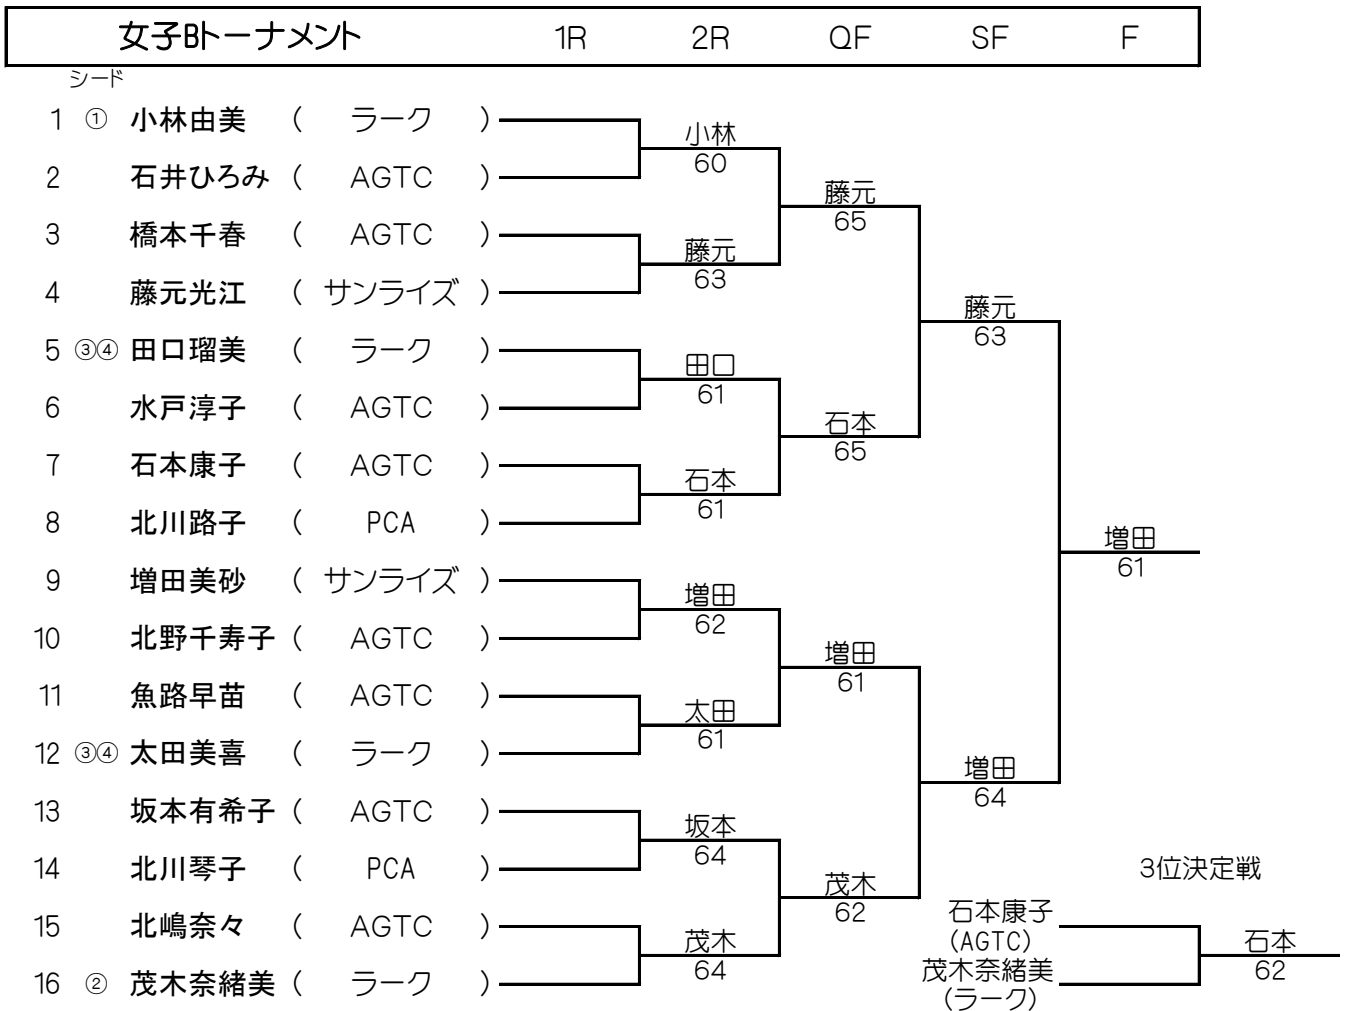 女子Bトーナメント 1R 2R QF SF F
シード
1 ① 小林由美 ( ラーク )
小林
60
2 石井ひろみ ( AGTC )
藤元
65
3 橋本千春 ( AGTC )
藤元
63
4 藤元光江 ( サンライズ )
藤元
63
5 ③④ 田口瑠美 ( ラーク )
田口
61
6 水戸淳子 ( AGTC )
石本
65
7 石本康子 ( AGTC )
石本
61
8 北川路子 ( PCA )
増田
61
9 増田美砂 ( サンライズ )
増田
62
10 北野千寿子 ( AGTC )
増田
61
11 魚路早苗 ( AGTC )
太田
61
12 ③④ 太田美喜 ( ラーク )
増田
64
13 坂本有希子 ( AGTC )
坂本
64
14 北川琴子 ( PCA )
3位決定戦
茂木
62
15 北嶋奈々 ( AGTC )
茂木
64
16 ② 茂木奈緒美 ( ラーク )
石本康子
(AGTC)
茂木奈緒美
(ラーク)
石本
62